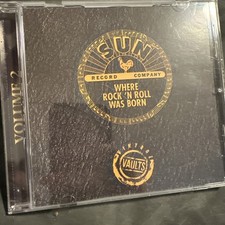 VOLUME 2
SUN
RECORD COMPANY
WHERE
ROCK 'N ROLL
WAS BORN
VINTAGE
VAULTS